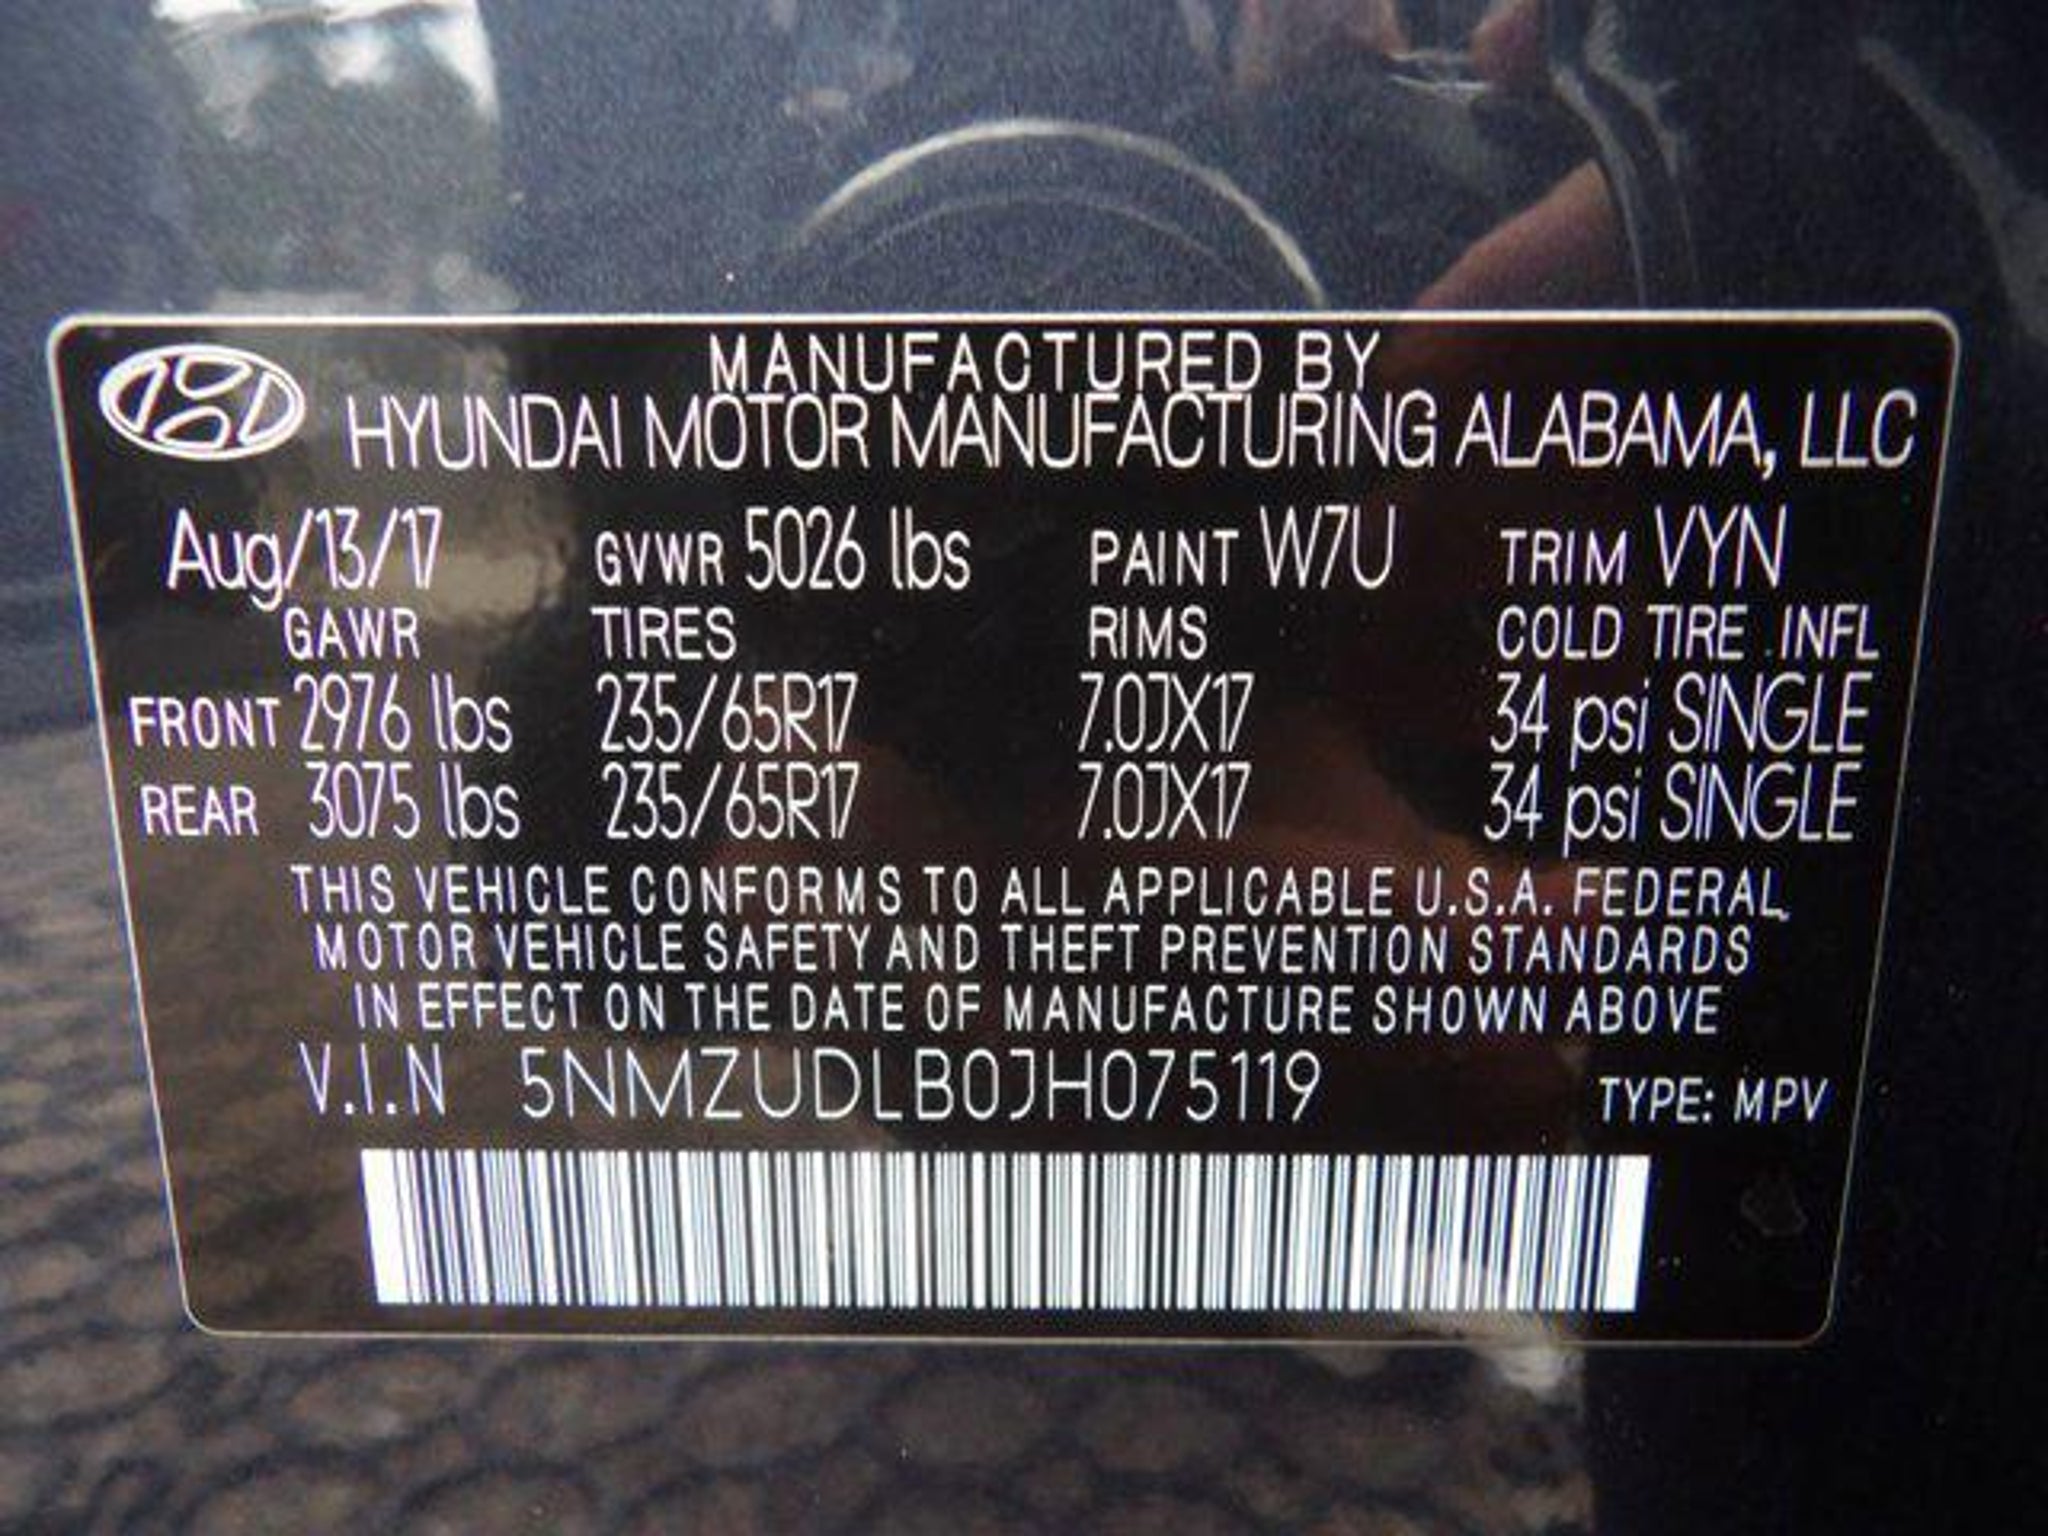 MANUFACTURED BY
HYUNDAI MOTOR MANUFACTURING ALABAMA, LLC
Aug/13/17 GVWR 5026 lbs PAINT W7U TRIM VYN
GAWR TIRES RIMS COLD TIRE INFL
FRONT 2976 lbs 235/65R17 7.0JX17 34 psi SINGLE
REAR 3075 lbs 235/65R17 7.0JX17 34 psi SINGLE
THIS VEHICLE CONFORMS TO ALL APPLICABLE U.S.A. FEDERAL
MOTOR VEHICLE SAFETY AND THEFT PREVENTION STANDARDS
IN EFFECT ON THE DATE OF MANUFACTURE SHOWN ABOVE
V.I.N 5NMZUDLB0JH075119 TYPE: MPV